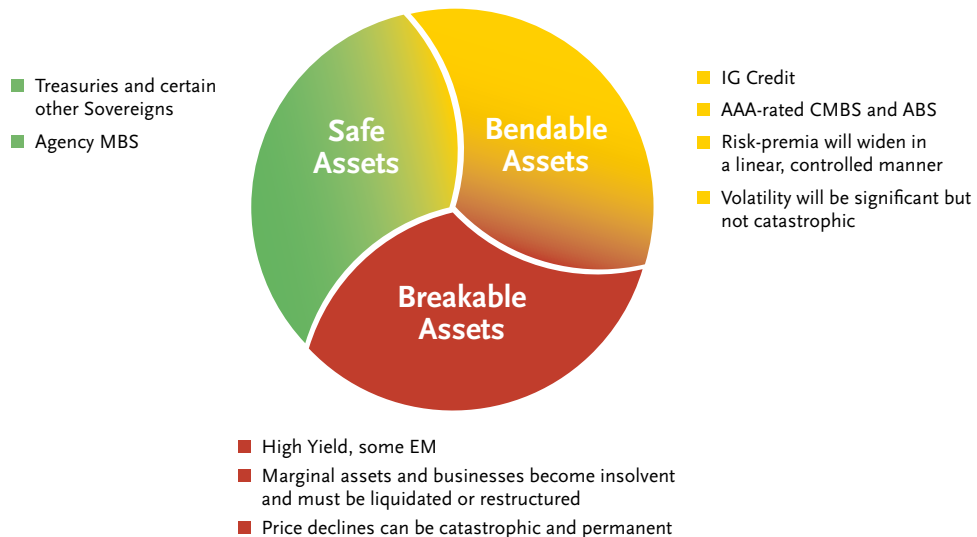 Treasuries and certain
other Sovereigns
Agency MBS
Safe
Assets
Bendable
Assets
IG Credit
AAA-rated CMBS and ABS
Risk-premia will widen in
a linear, controlled manner
Volatility will be significant but
not catastrophic
Breakable
Assets
High Yield, some EM
Marginal assets and businesses become insolvent
and must be liquidated or restructured
Price declines can be catastrophic and permanent